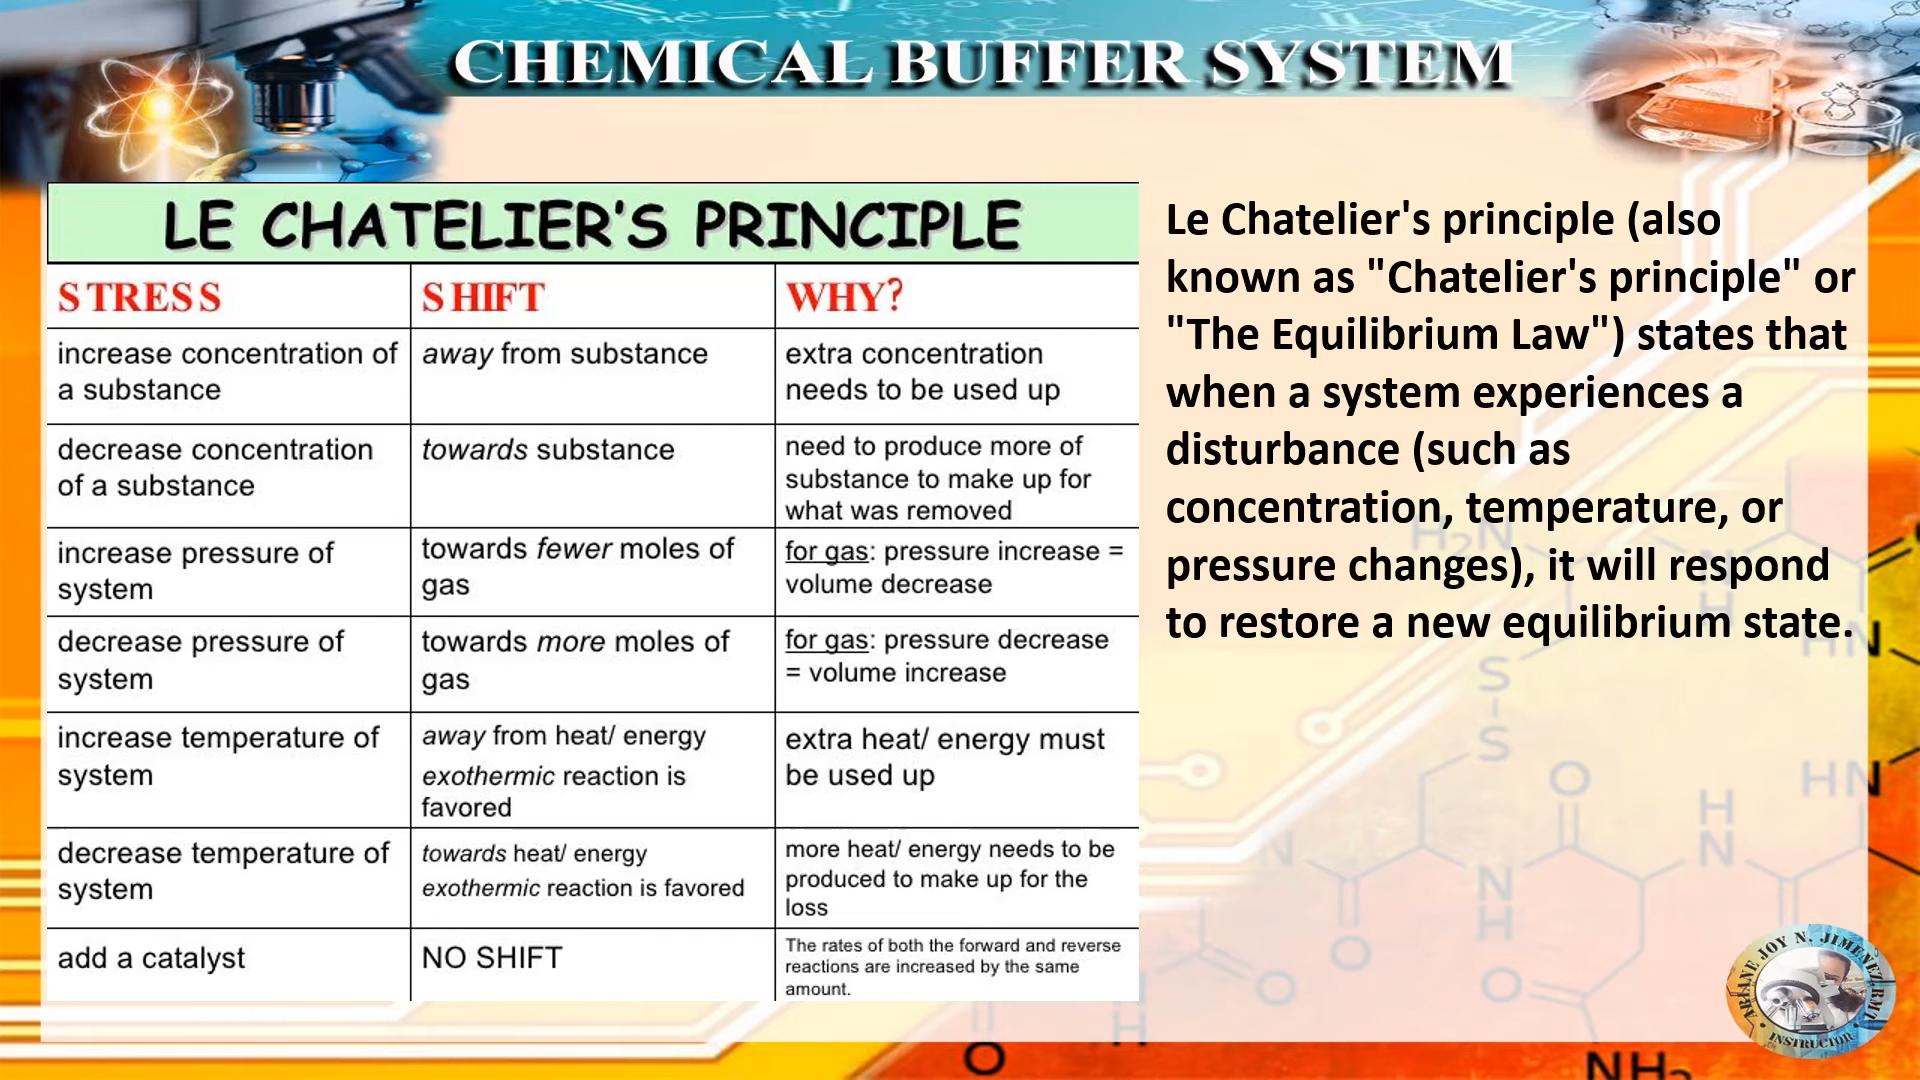 CHEMICAL BUFFER SYSTEM
LE CHATELIER'S PRINCIPLE
STRESS SHIFT WHY?
increase concentration of
a substance
away from substance
extra concentration
needs to be used up
decrease concentration
of a substance
towards substance
need to produce more of
substance to make up for
what was removed
increase pressure of
system
towards fewer moles of
gas
for gas: pressure increase =
volume decrease
decrease pressure of
system
towards more moles of
gas
for gas: pressure decrease
= volume increase
increase temperature of
system
away from heat/ energy
exothermic reaction is
favored
extra heat/ energy must
be used up
decrease temperature of
system
towards heat/ energy
exothermic reaction is favored
more heat/ energy needs to be
produced to make up for the
loss
add a catalyst
NO SHIFT
The rates of both the forward and reverse
reactions are increased by the same
amount.
Le Chatelier's principle (also
known as "Chatelier's principle" or
"The Equilibrium Law") states that
when a system experiences a
disturbance (such as
concentration, temperature, or
pressure changes), it will respond
to restore a new equilibrium state.
H₂N
H
HN
S
S
O
HN
H
N
N
N
H
O
O
O
H
O
NH₂
ARIANE JOY N. JIMENEZ, RMT
INSTRUCTOR